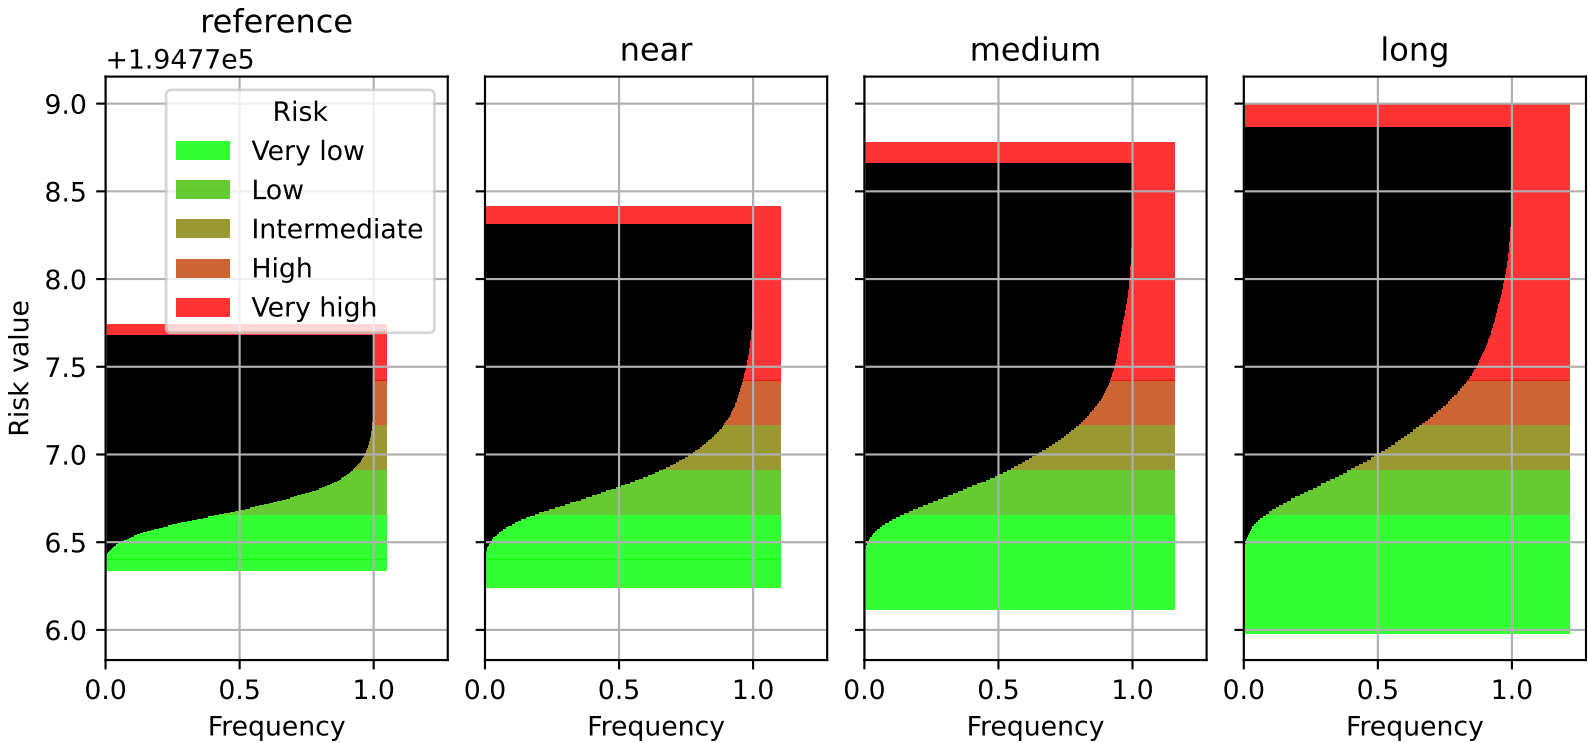 reference
near
medium
long
+1.9477e5
Risk
Very low
Low
Intermediate
High
Very high
Risk value
9.0
8.5
8.0
7.5
7.0
6.5
6.0
0.0 0.5 1.0
0.0 0.5 1.0
0.0 0.5 1.0
0.0 0.5 1.0
Frequency
Frequency
Frequency
Frequency